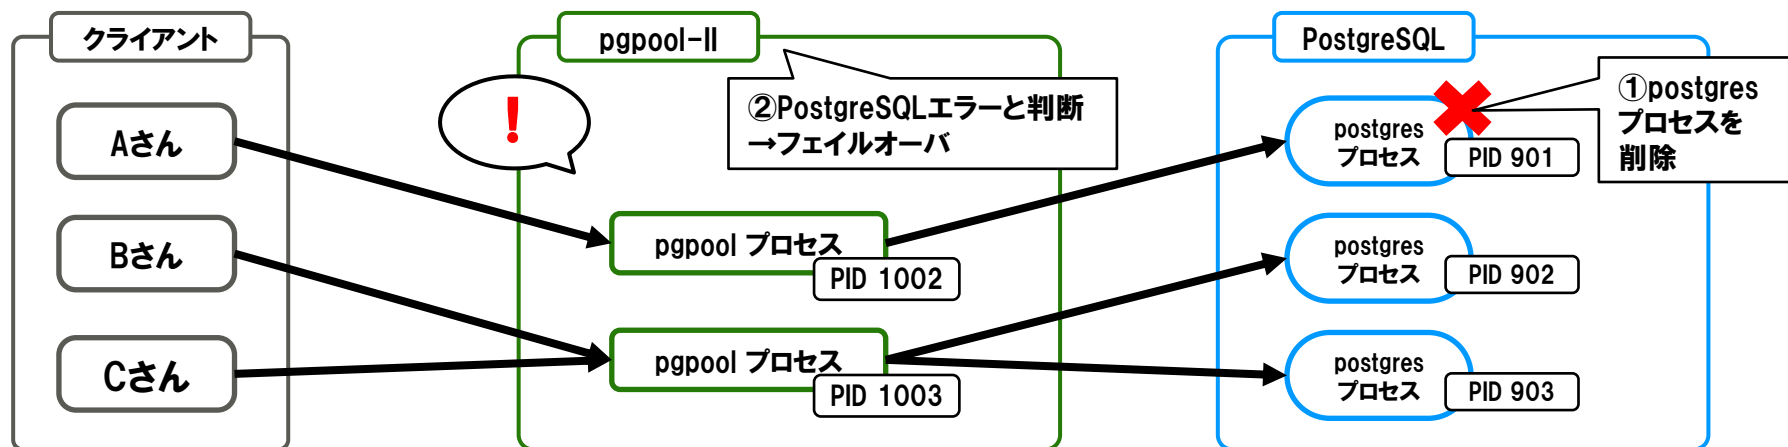 クライアント
Aさん
Bさん
Cさん
pgpool-II
!
②PostgreSQLエラーと判断
→フェイルオーバ
pgpool プロセス
PID 1002
pgpool プロセス
PID 1003
PostgreSQL
①postgres
プロセスを
削除
postgres
プロセス
PID 901
postgres
プロセス
PID 902
postgres
プロセス
PID 903